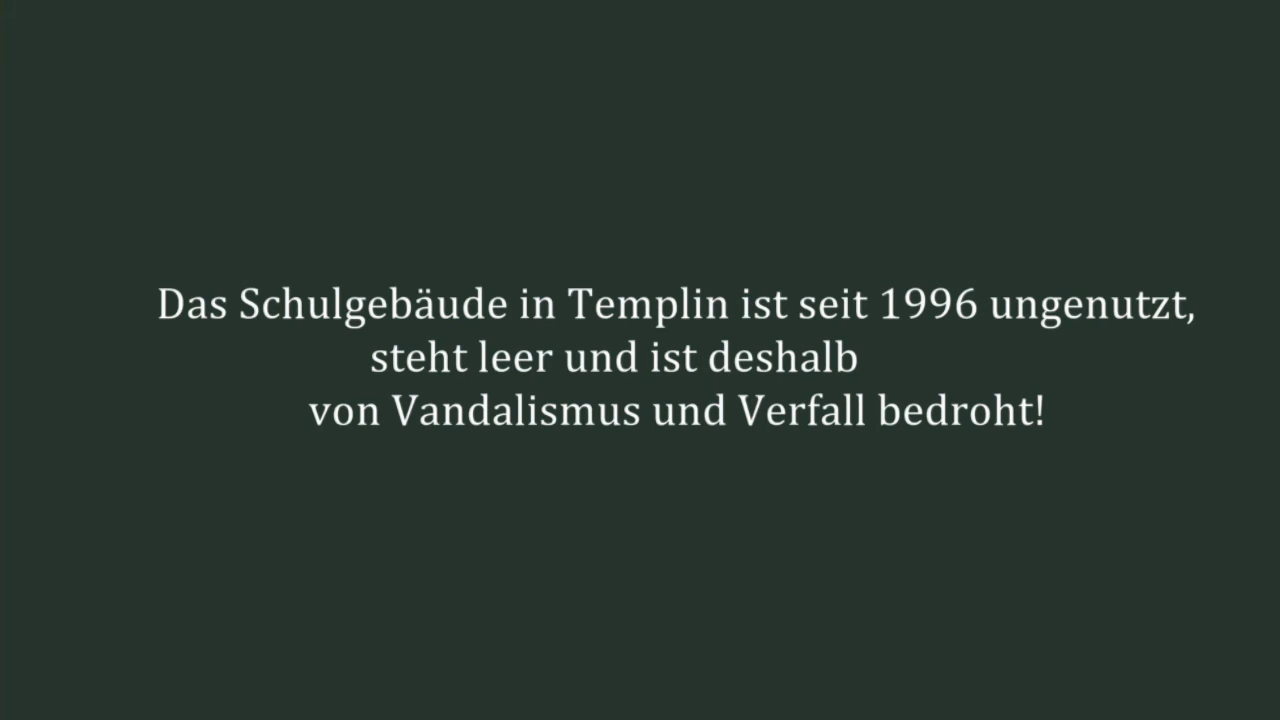 Das Schulgebäude in Templin ist seit 1996 ungenutzt,
steht leer und ist deshalb
von Vandalismus und Verfall bedroht!